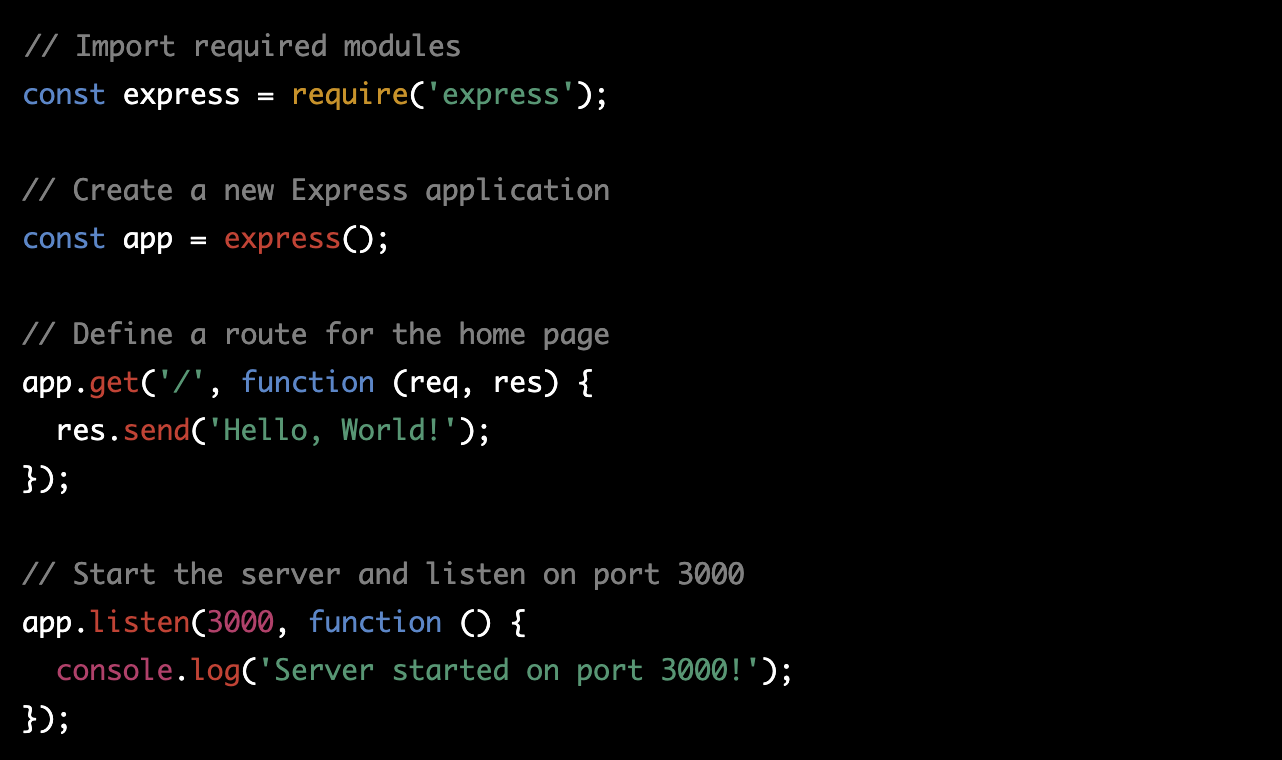 // Import required modules
const express = require('express');
// Create a new Express application
const app = express();
// Define a route for the home page
app.get('/', function (req, res) {
  res.send('Hello, World!');
});
// Start the server and listen on port 3000
app.listen(3000, function () {
  console.log('Server started on port 3000!');
});